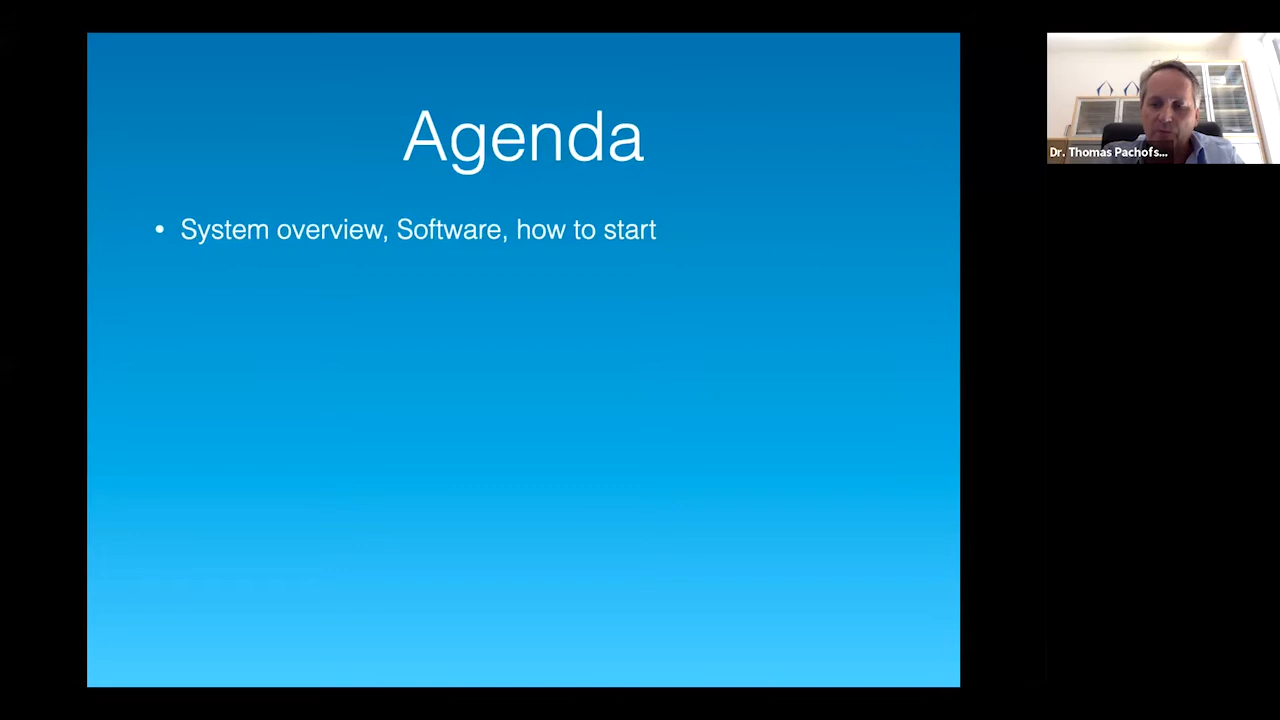 Agenda
• System overview, Software, how to start
Dr. Thomas Pachofs...